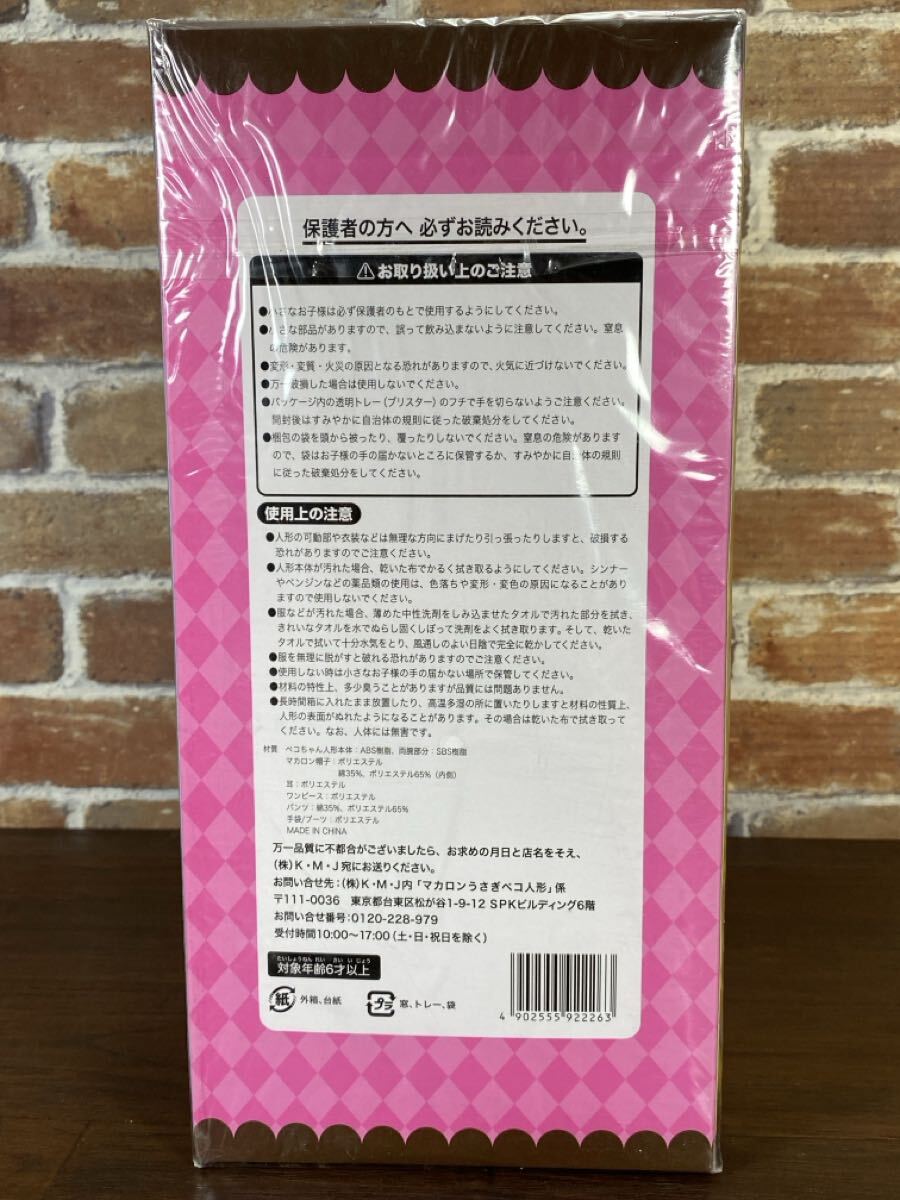 保護者の方へ 必ずお読みください。
⚠お取り扱い上のご注意
●小さなお子様は必ず保護者のもとで使用するようにしてください。
●小さな部品がありますので、誤って飲み込まないように注意してください。窒息
の危険があります。
●変形・変質・火災の原因となる恐れがありますので、火気に近づけないでください。
●万一破損した場合は使用しないでください。
●パッケージ内の透明トレー(ブリスター)のフチで手を切らないようご注意ください。
開封後はすみやかに自治体の規則に従った破棄処分をしてください。
●梱包の袋を頭から被ったり、覆ったりしないでください。窒息の危険があります
ので、袋はお子様の手の届かないところに保管するか、すみやかに自治体の規則
に従った破棄処分をしてください。
使用上の注意
●人形の可動部や衣装などは無理な方向にまげたり引っ張ったりしますと、破損する
恐れがありますのでご注意ください。
●人形本体が汚れた場合、乾いた布でかるく拭き取るようにしてください。シンナー
やベンジンなどの薬品類の使用は、色落ちや変形・変色の原因になることがあり
ますので使用しないでください。
●服などが汚れた場合、薄めた中性洗剤をしみ込ませたタオルで汚れた部分を拭き、
きれいなタオルを水でぬらし固くしぼって洗剤をよく拭き取ります。そして、乾いた
タオルで拭いて十分水気をとり、風通しのよい日陰で完全に乾かしてください。
●服を無理に脱がすと破れる恐れがありますのでご注意ください。
●使用しない時は小さなお子様の手の届かない場所で保管してください。
●材料の特性上、多少臭うことがありますが品質には問題ありません。
●長時間箱に入れたまま放置したり、高温多湿の所に置いたりしますと材料の性質上、
人形の表面がぬれたようになることがあります。その場合は乾いた布で拭き取って
ください。なお、人体には無害です。
材質 ペコちゃん人形本体:ABS樹脂、両腕部分:SBS樹脂
マカロン帽子:ポリエステル
綿35%、ポリエステル65%(内側)
耳:ポリエステル
ワンピース:ポリエステル
パンツ:綿35%、ポリエステル65%
手袋/ブーツ:ポリエステル
MADE IN CHINA
万一品質に不都合がございましたら、お求めの月日と店名をそえ、
(株)K・M・J宛にお送りください。
お問い合せ先:(株)K・M・J内「マカロンうさぎペコ人形」係
〒111-0036 東京都台東区松が谷1-9-12 SPKビルディング6階
お問い合せ番号:0120-228-979
受付時間10:00〜17:00(土・日・祝日を除く)
たいしょうねんれい さい いじょう
対象年齢6才以上
紙 外箱、台紙 プラ 窓、トレー、袋
4 902555 922263